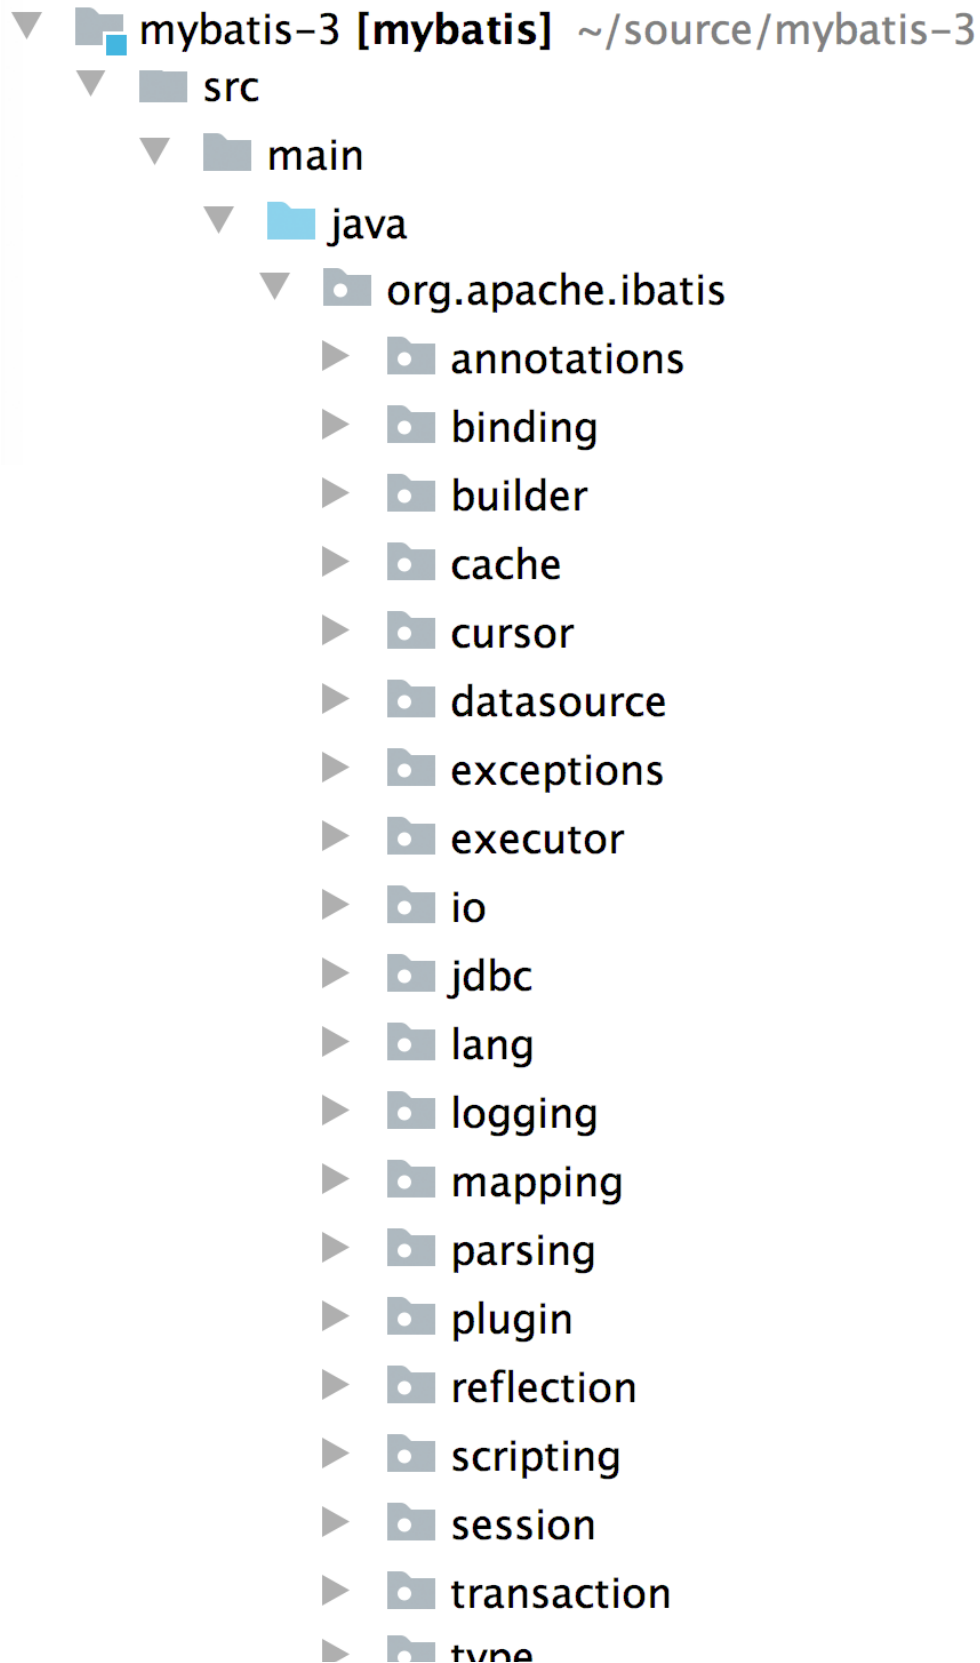 mybatis-3 [mybatis] ~/source/mybatis-3
src
main
java
org.apache.ibatis
annotations
binding
builder
cache
cursor
datasource
exceptions
executor
io
jdbc
lang
logging
mapping
parsing
plugin
reflection
scripting
session
transaction
type